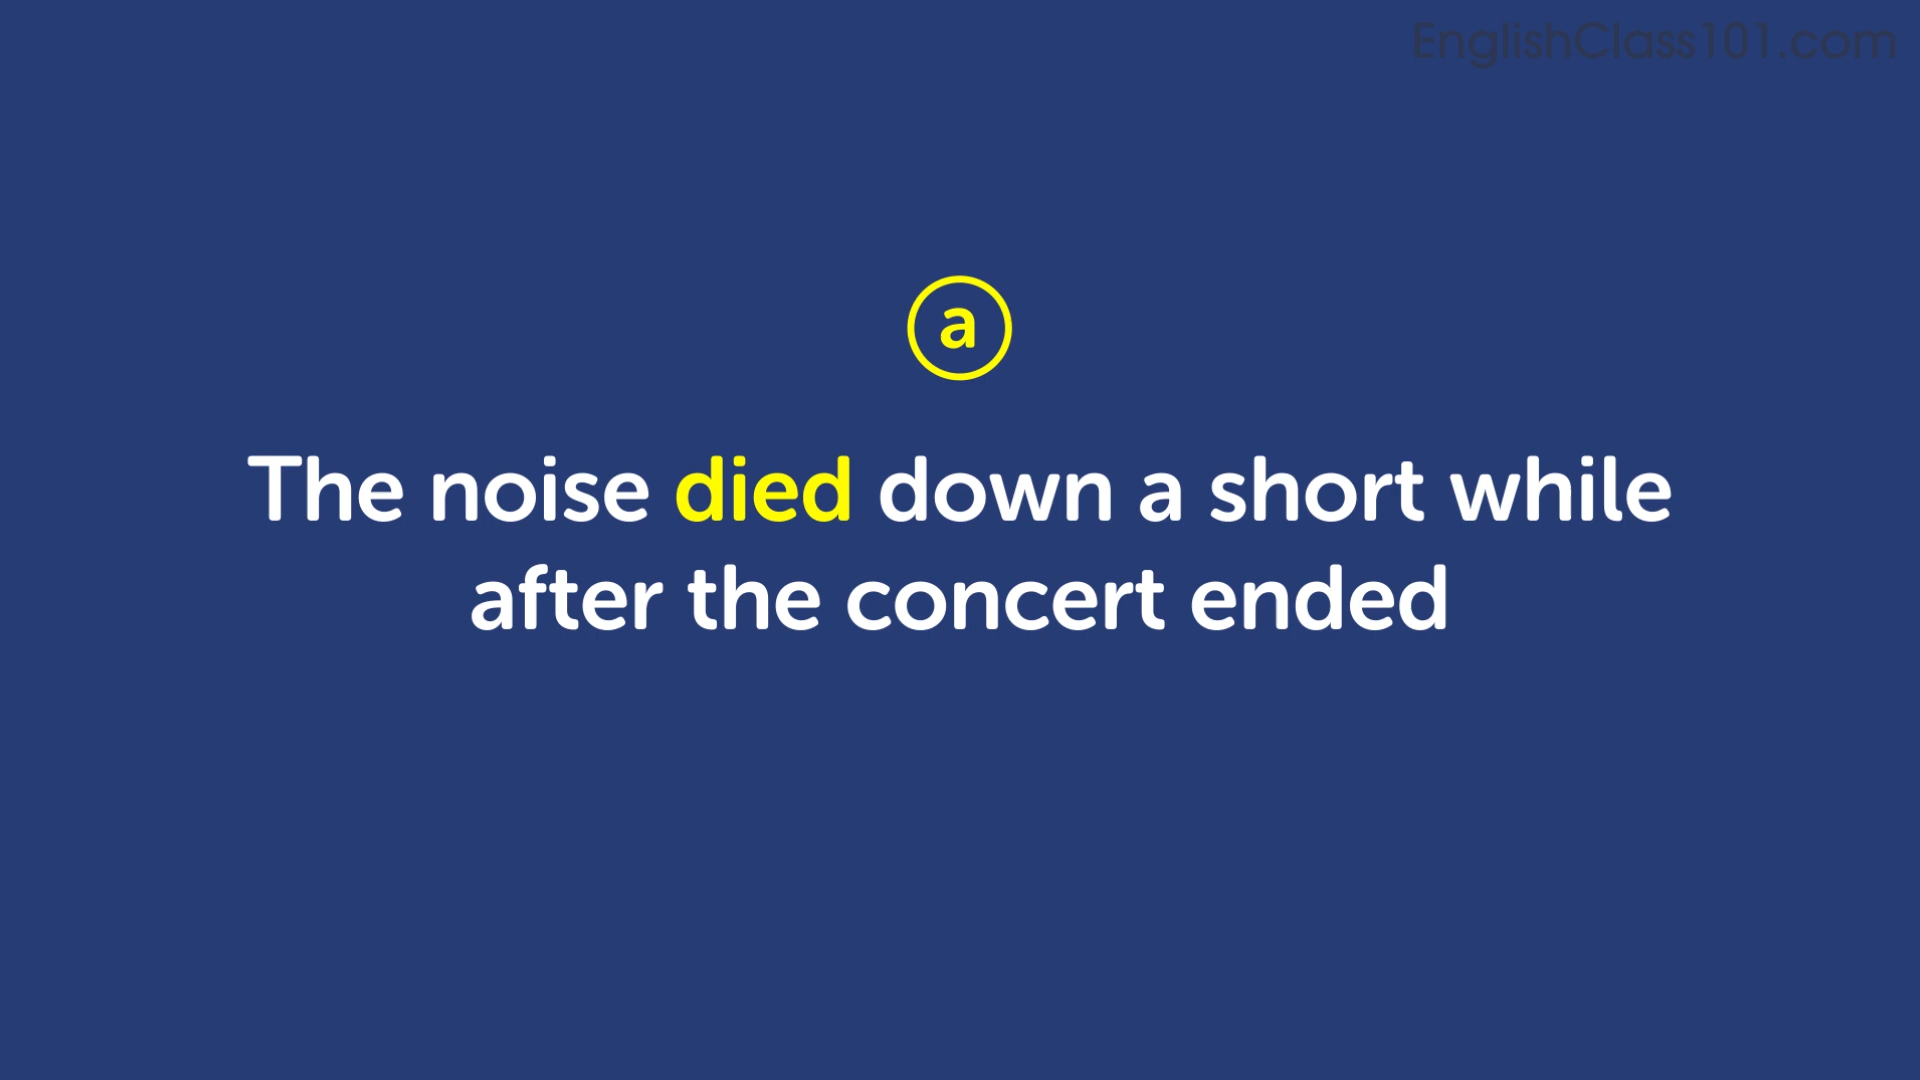 EnglishClass101.com
a
The noise died down a short while
after the concert ended